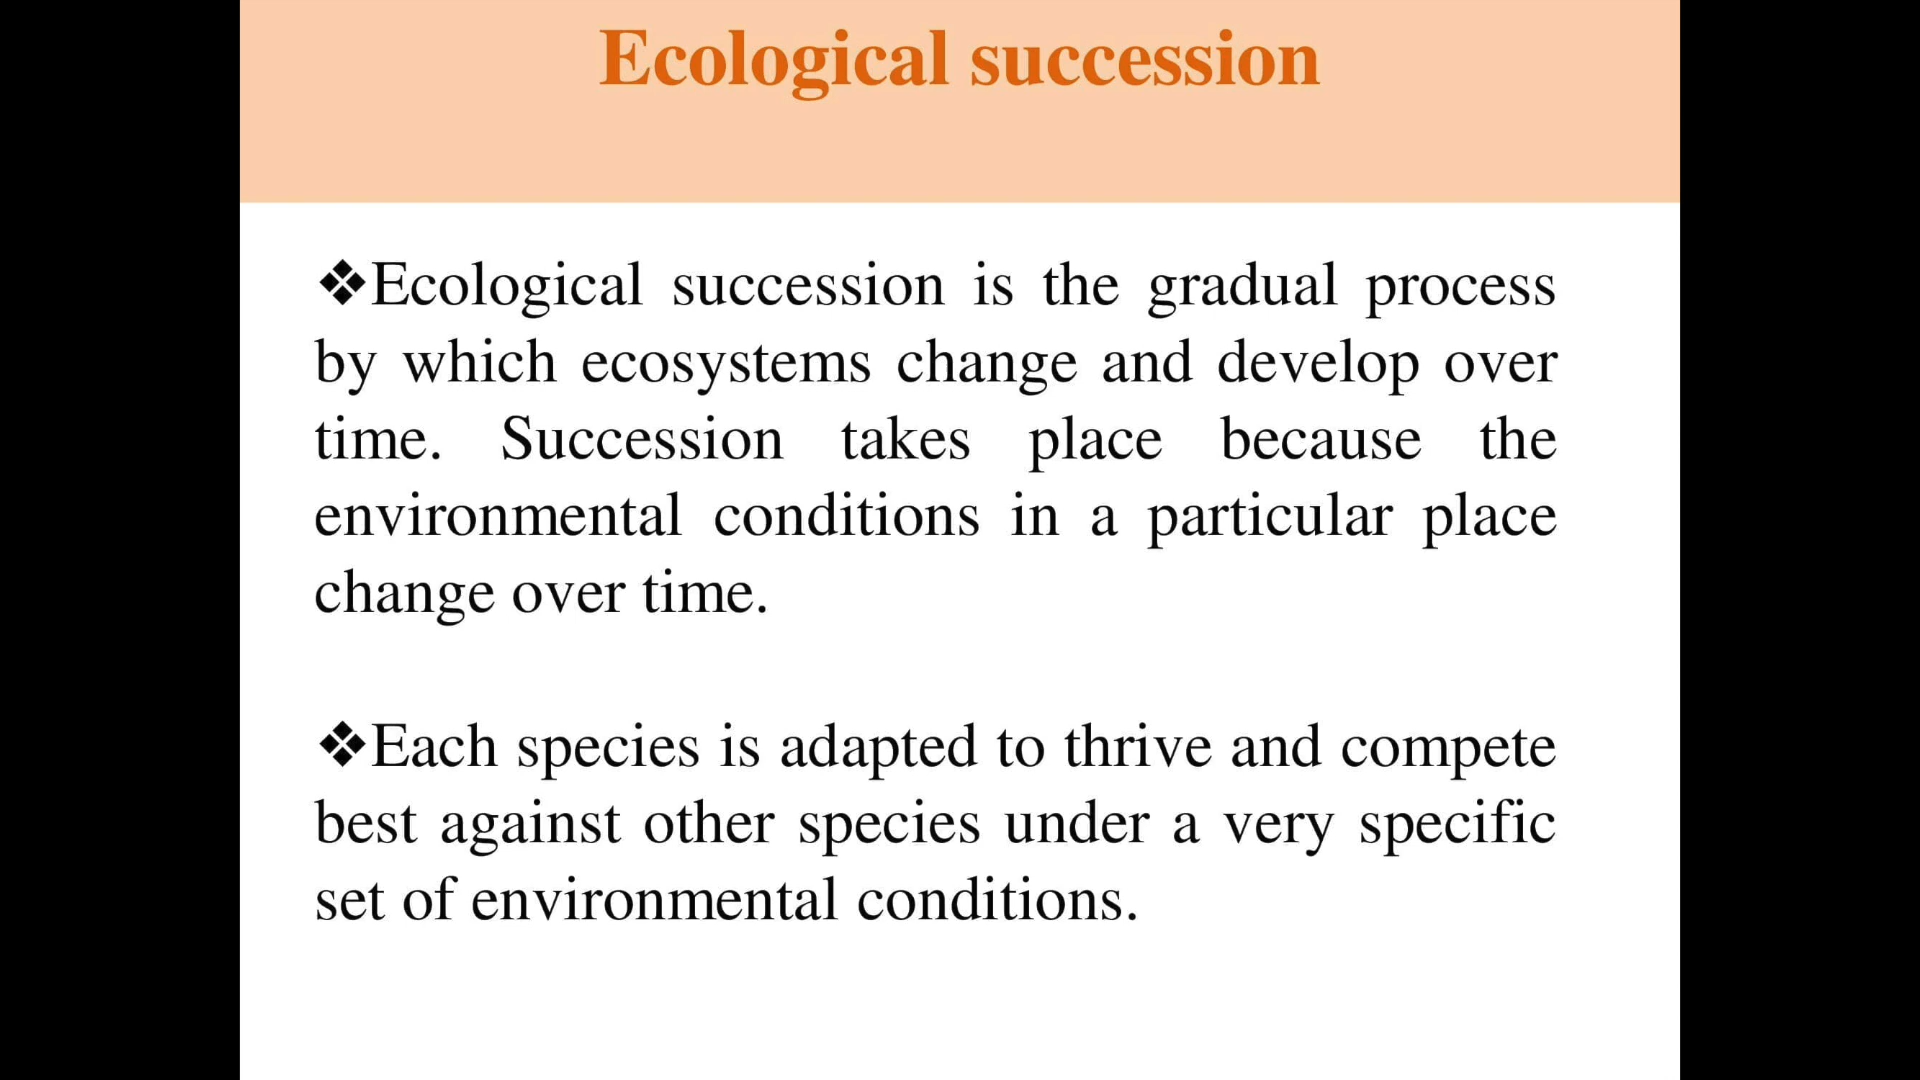 Ecological succession
❖Ecological succession is the gradual process
by which ecosystems change and develop over
time. Succession takes place because the
environmental conditions in a particular place
change over time.
❖Each species is adapted to thrive and compete
best against other species under a very specific
set of environmental conditions.